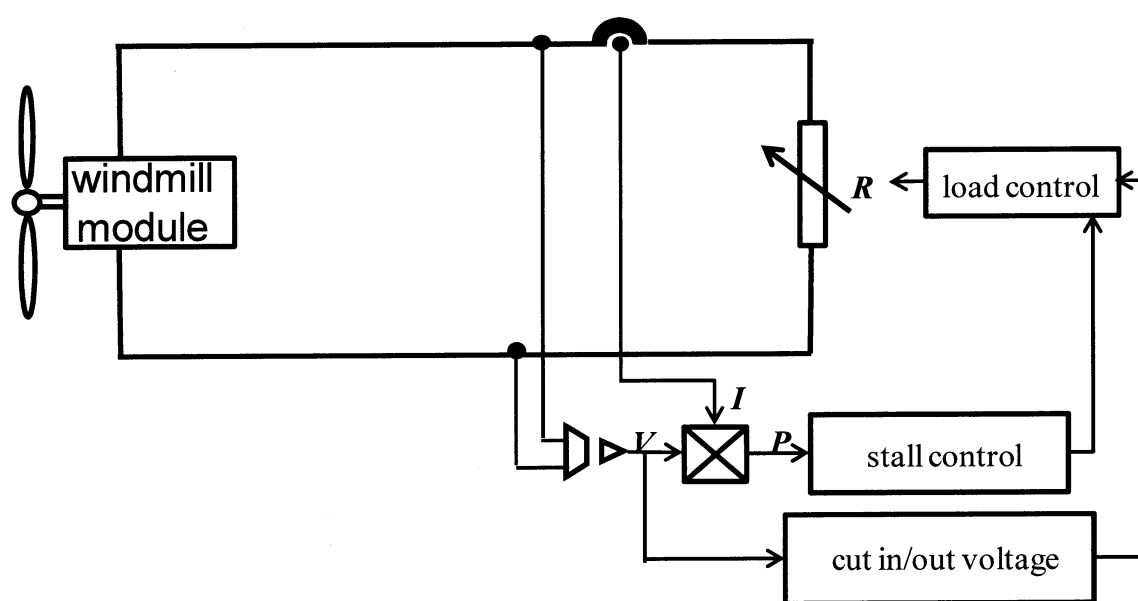 windmill
module
R
load control
I
V
P
stall control
cut in/out voltage